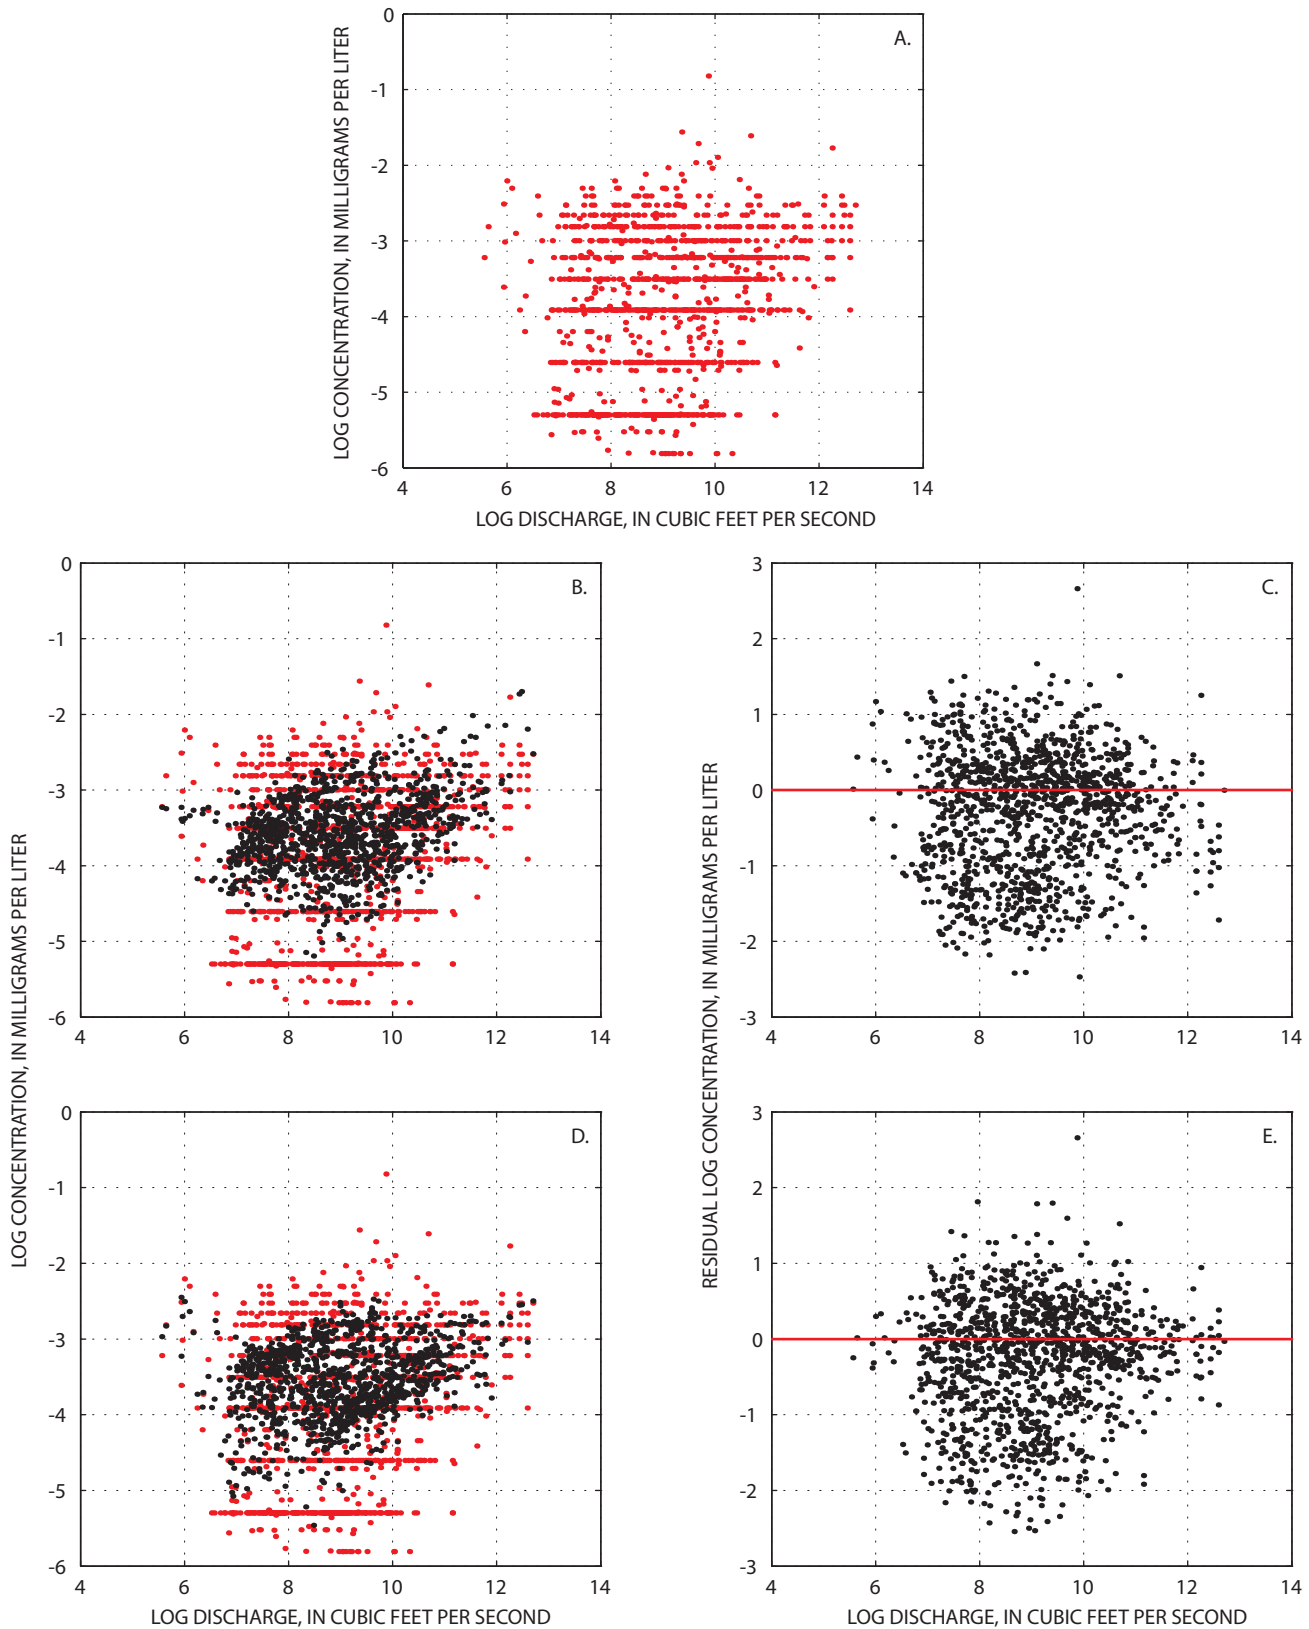 A.
0
-1
-2
-3
-4
-5
-6
4 6 8 10 12 14
LOG CONCENTRATION, IN MILLIGRAMS PER LITER
LOG DISCHARGE, IN CUBIC FEET PER SECOND
B.
0
-1
-2
-3
-4
-5
-6
4 6 8 10 12 14
C.
3
2
1
0
-1
-2
-3
4 6 8 10 12 14
LOG CONCENTRATION, IN MILLIGRAMS PER LITER
RESIDUAL LOG CONCENTRATION, IN MILLIGRAMS PER LITER
D.
0
-1
-2
-3
-4
-5
-6
4 6 8 10 12 14
LOG DISCHARGE, IN CUBIC FEET PER SECOND
E.
3
2
1
0
-1
-2
-3
4 6 8 10 12 14
LOG DISCHARGE, IN CUBIC FEET PER SECOND